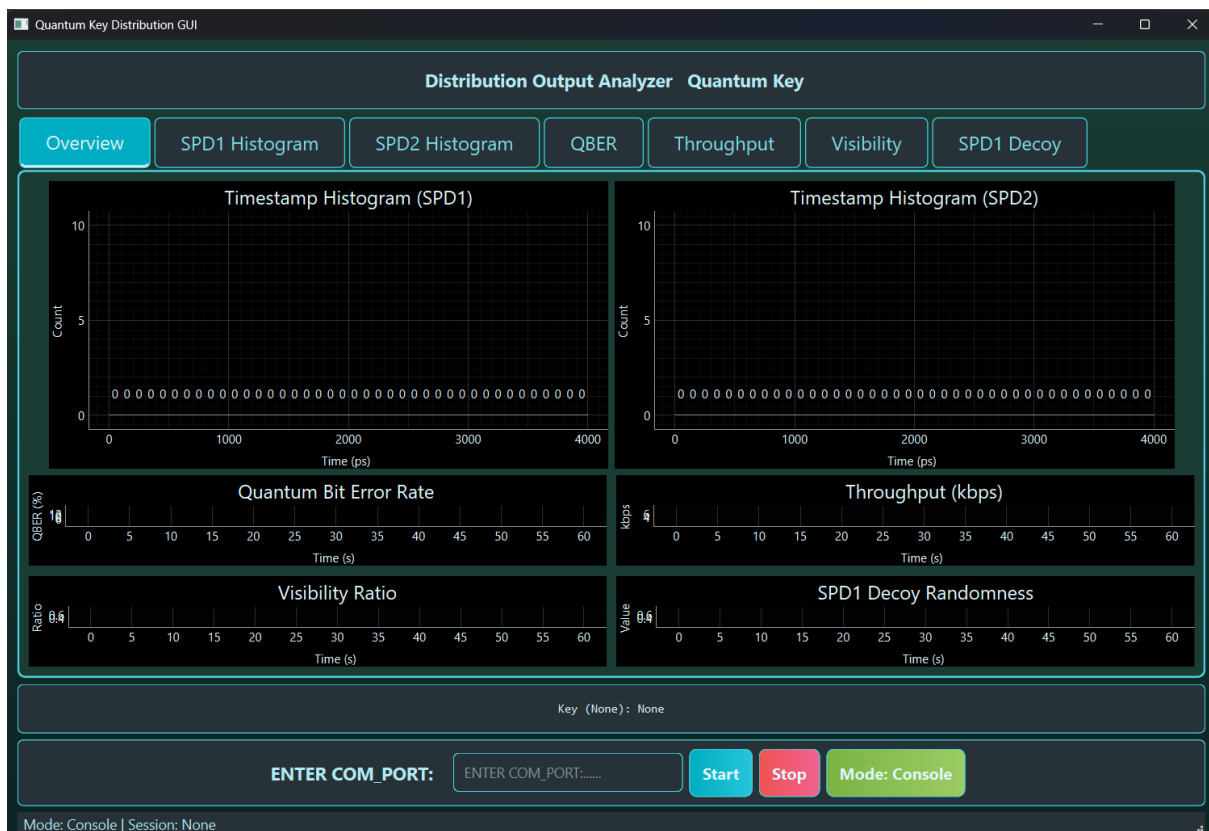 Quantum Key Distribution GUI
Distribution Output Analyzer Quantum Key
Overview SPD1 Histogram SPD2 Histogram QBER Throughput Visibility SPD1 Decoy
Timestamp Histogram (SPD1)
10
5
0
Count
0 0 0 0 0 0 0 0 0 0 0 0 0 0 0 0 0 0 0 0 0 0 0 0 0 0 0 0 0 0 0 0 0 0 0 0 0 0 0 0
0 1000 2000 3000 4000
Time (ps)
Timestamp Histogram (SPD2)
10
5
0
Count
0 0 0 0 0 0 0 0 0 0 0 0 0 0 0 0 0 0 0 0 0 0 0 0 0 0 0 0 0 0 0 0 0 0 0 0 0 0 0 0
0 1000 2000 3000 4000
Time (ps)
Quantum Bit Error Rate
QBER (%)
0 5 10 15 20 25 30 35 40 45 50 55 60
Time (s)
Throughput (kbps)
kbps
0 5 10 15 20 25 30 35 40 45 50 55 60
Time (s)
Visibility Ratio
Ratio
0 5 10 15 20 25 30 35 40 45 50 55 60
Time (s)
SPD1 Decoy Randomness
Value
0 5 10 15 20 25 30 35 40 45 50 55 60
Time (s)
Key (None): None
ENTER COM_PORT: ENTER COM_PORT:...... Start Stop Mode: Console
Mode: Console | Session: None